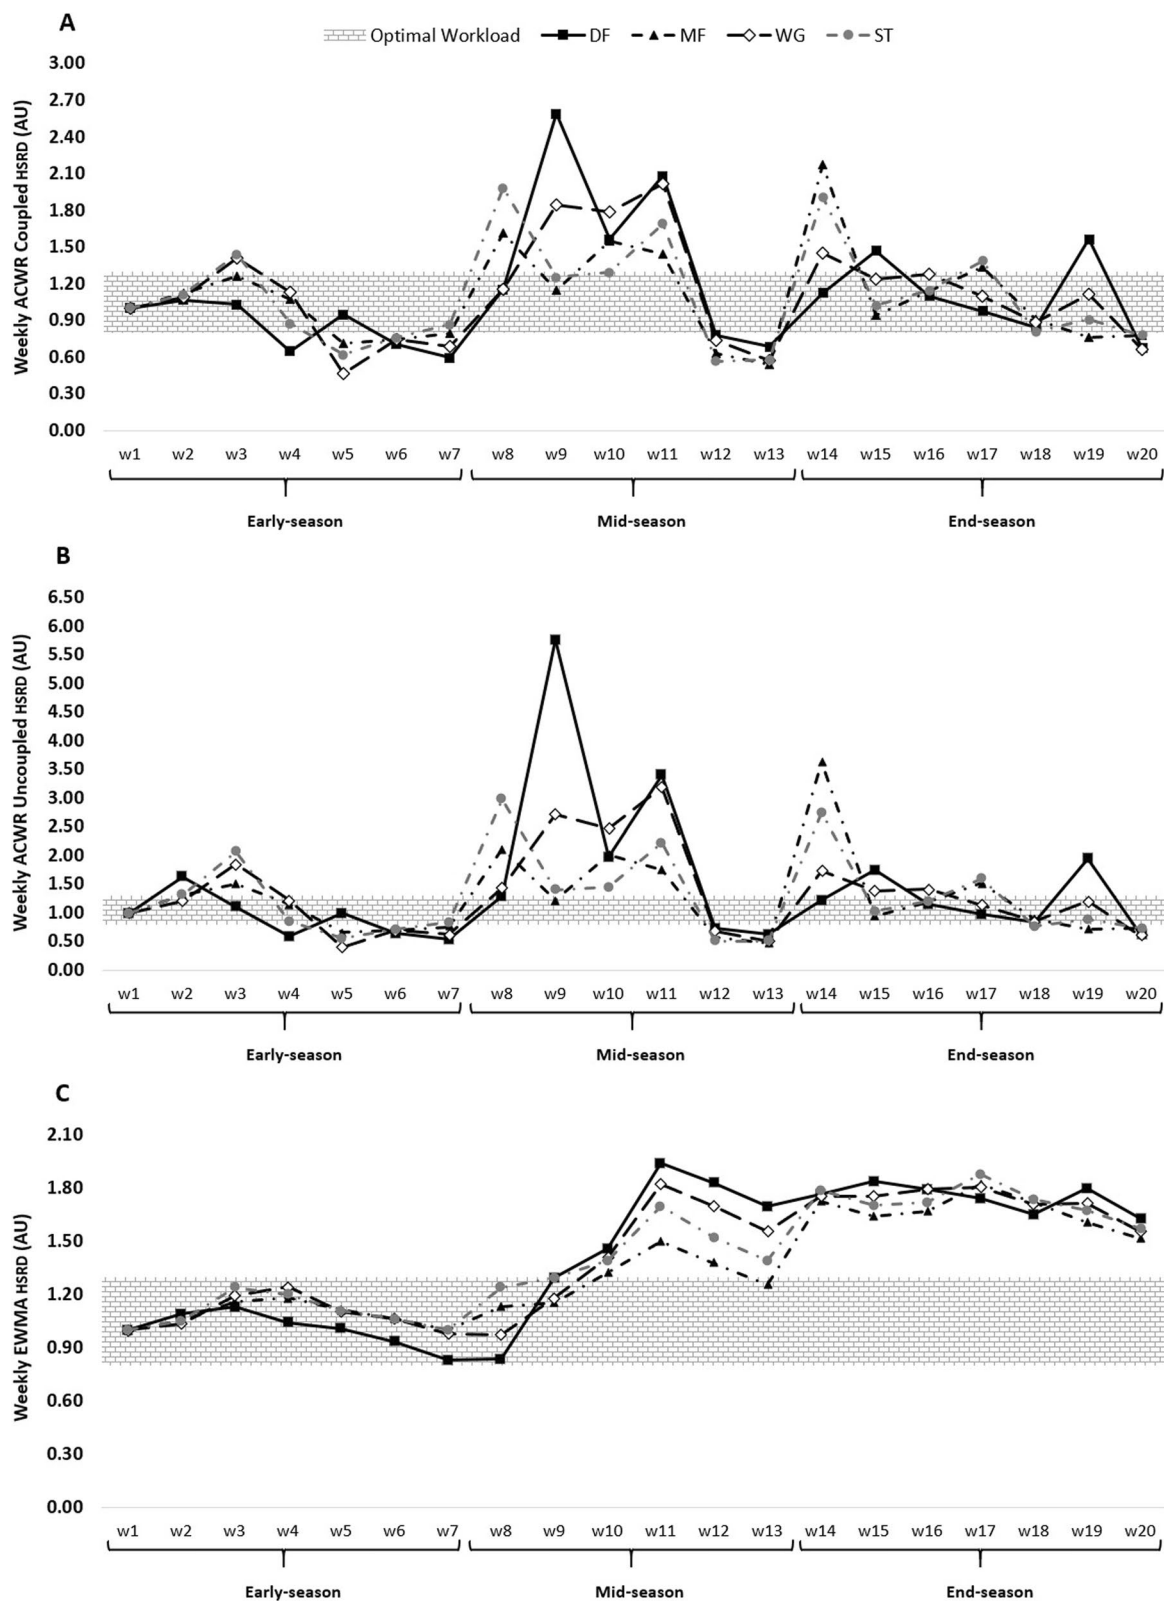 A
Optimal Workload DF MF WG ST
Weekly ACWR Coupled HSRD (AU)
3.00
2.70
2.40
2.10
1.80
1.50
1.20
0.90
0.60
0.30
0.00
w1 w2 w3 w4 w5 w6 w7 w8 w9 w10 w11 w12 w13 w14 w15 w16 w17 w18 w19 w20
Early-season Mid-season End-season
B
Weekly ACWR Uncoupled HSRD (AU)
6.50
6.00
5.50
5.00
4.50
4.00
3.50
3.00
2.50
2.00
1.50
1.00
0.50
0.00
w1 w2 w3 w4 w5 w6 w7 w8 w9 w10 w11 w12 w13 w14 w15 w16 w17 w18 w19 w20
Early-season Mid-season End-season
C
Weekly EWMA HSRD (AU)
2.10
1.80
1.50
1.20
0.90
0.60
0.30
0.00
w1 w2 w3 w4 w5 w6 w7 w8 w9 w10 w11 w12 w13 w14 w15 w16 w17 w18 w19 w20
Early-season Mid-season End-season